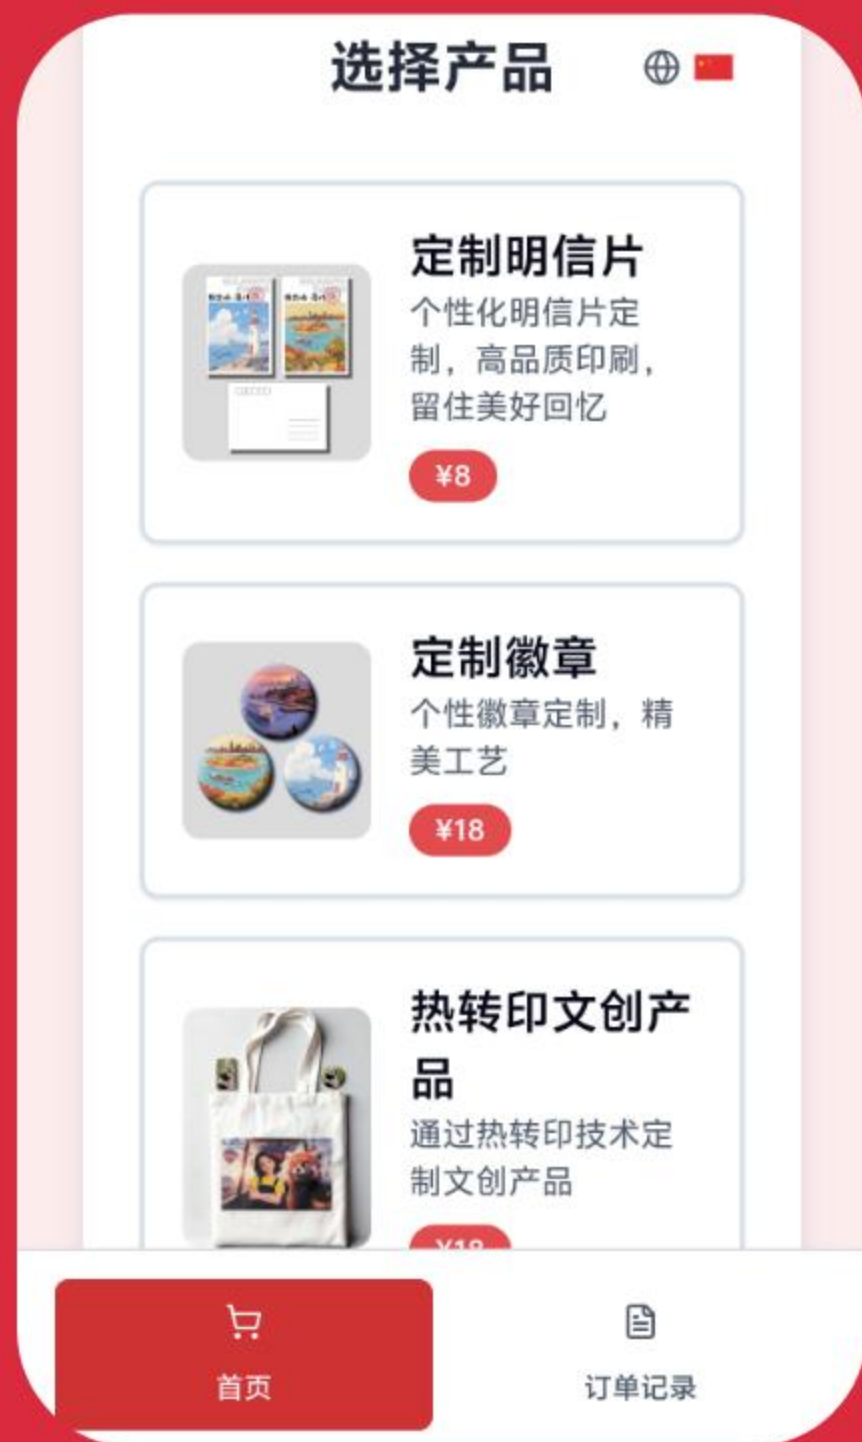 选择产品
定制明信片
个性化明信片定
制，高品质印刷，
留住美好回忆
¥8
定制徽章
个性徽章定制，精
美工艺
¥18
热转印文创产
品
通过热转印技术定
制文创产品
¥18
首页
订单记录